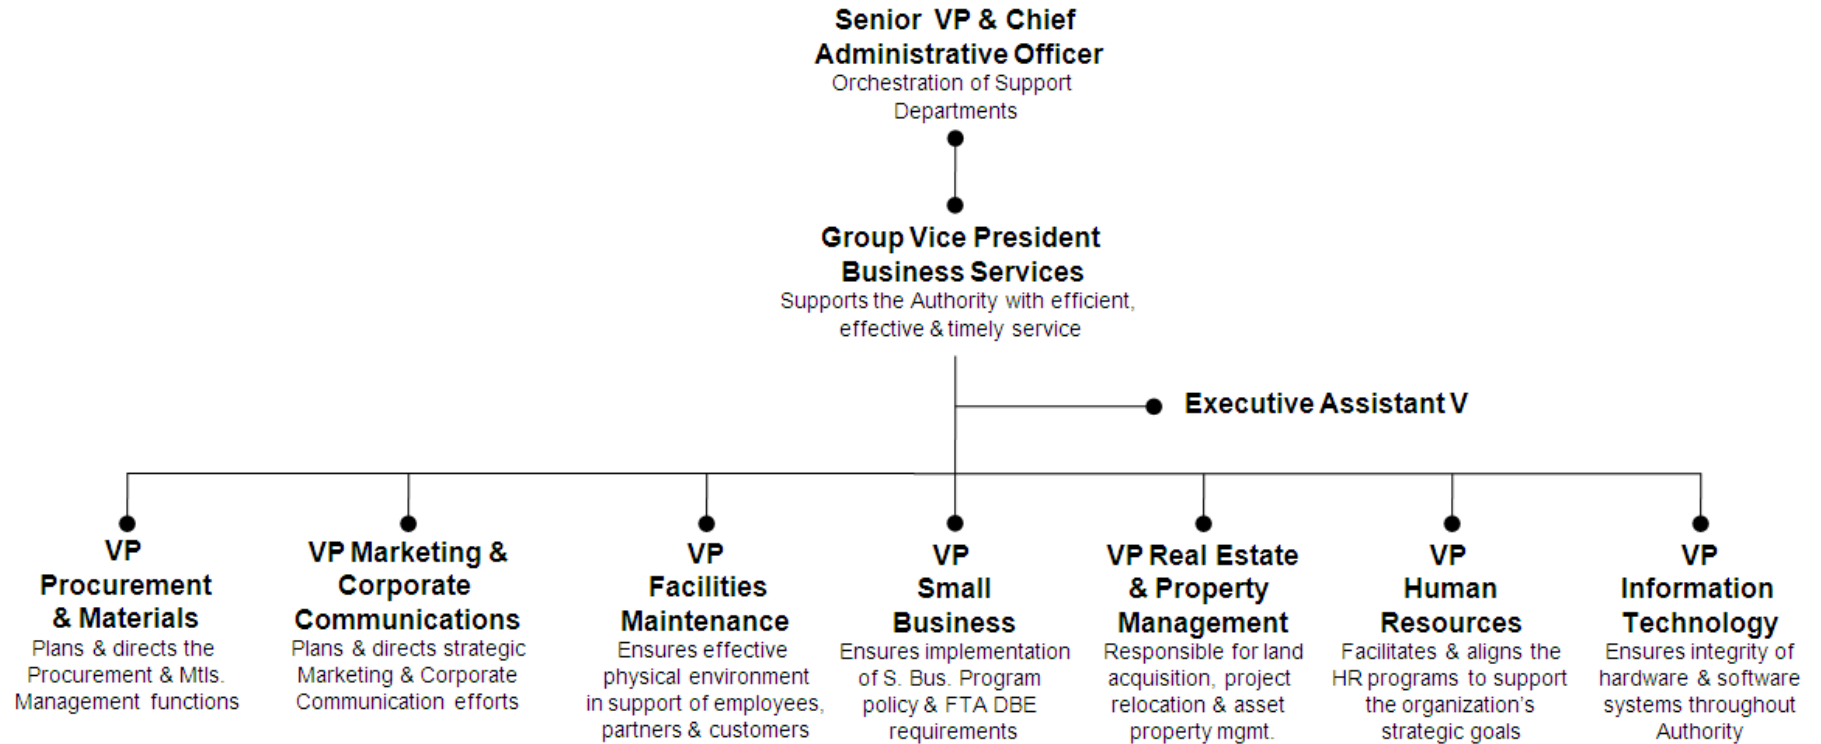 Senior VP & Chief
Administrative Officer
Orchestration of Support
Departments
Group Vice President
Business Services
Supports the Authority with efficient,
effective & timely service
Executive Assistant V
VP
Procurement
& Materials
Plans & directs the
Procurement & Mtls.
Management functions
VP Marketing &
Corporate
Communications
Plans & directs strategic
Marketing & Corporate
Communication efforts
VP
Facilities
Maintenance
Ensures effective
physical environment
in support of employees,
partners & customers
VP
Small
Business
Ensures implementation
of S. Bus. Program
policy & FTA DBE
requirements
VP Real Estate
& Property
Management
Responsible for land
acquisition, project
relocation & asset
property mgmt.
VP
Human
Resources
Facilitates & aligns the
HR programs to support
the organization's
strategic goals
VP
Information
Technology
Ensures integrity of
hardware & software
systems throughout
Authority